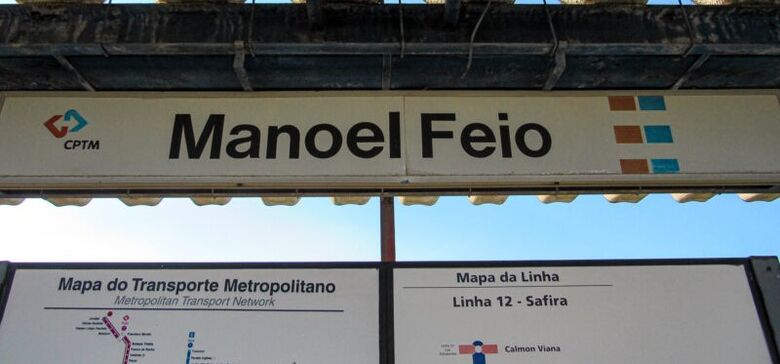 CPTM
Manoel Feio
Mapa do Transporte Metropolitano
Metropolitan Transport Network
Mapa da Linha
Linha 12 - Safira
Calmon Viana